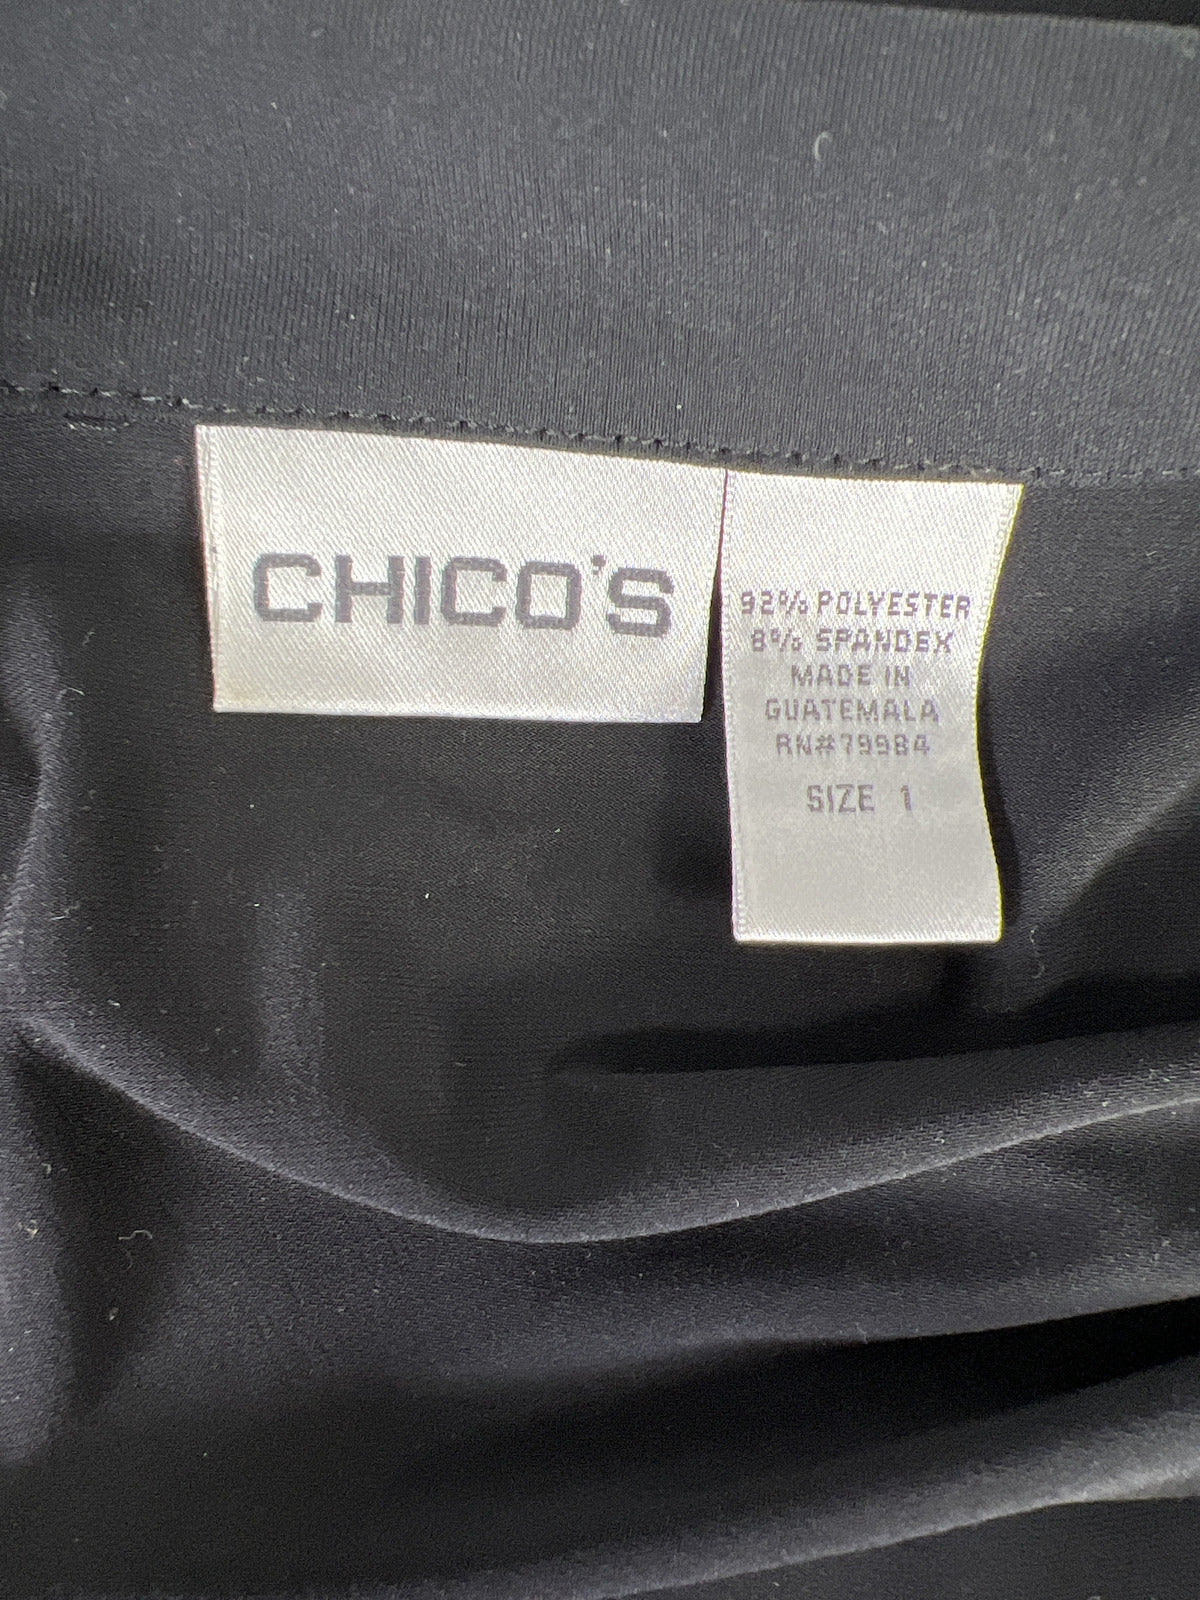 CHICO'S
92% POLYESTER
8% SPANDEX
MADE IN
GUATEMALA
RN#79984
SIZE 1